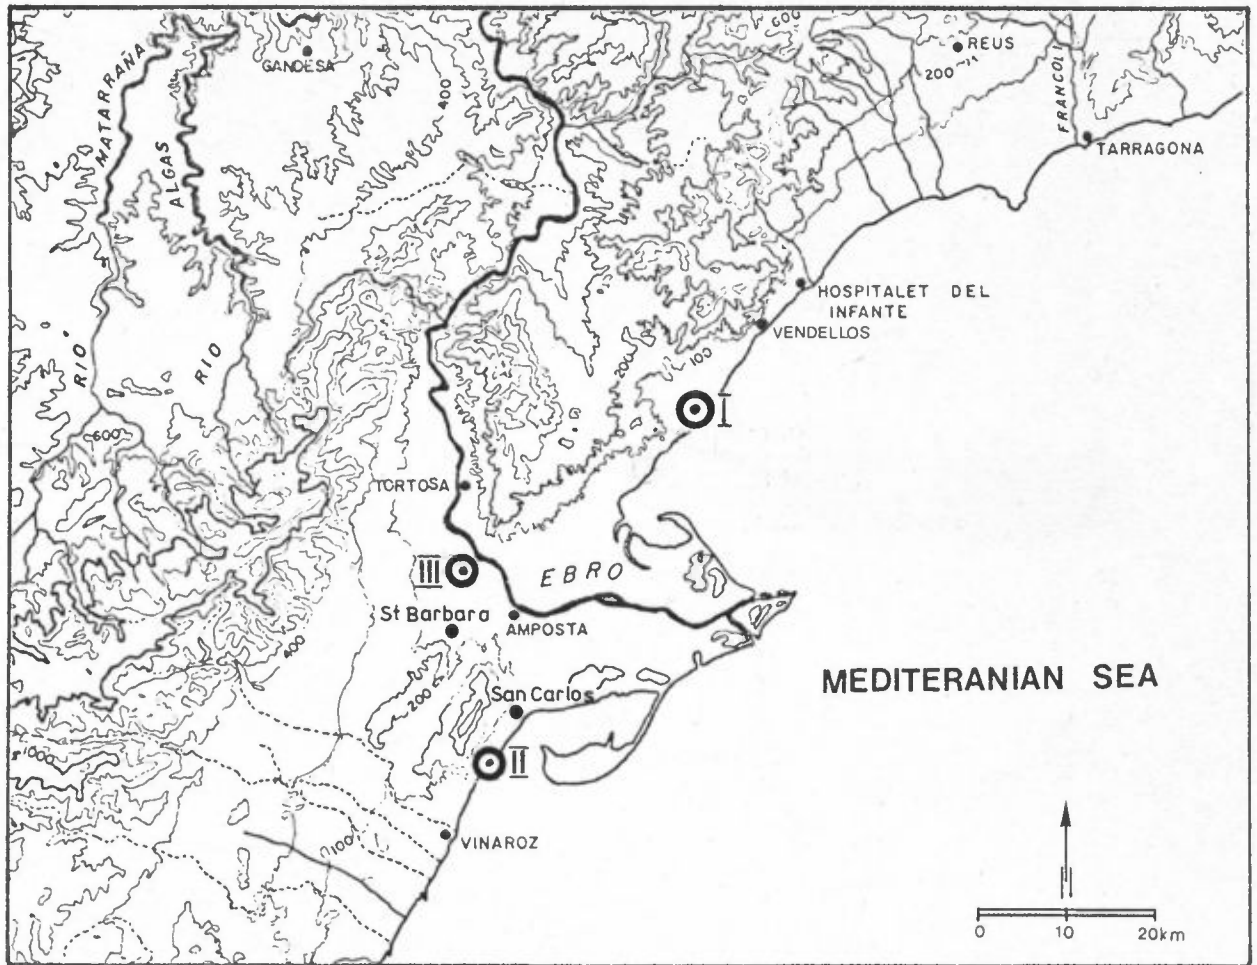 600
REUS
200
GANDESA
400
FRANCOLI
TARRAGONA
RIO MATARRAÑA
RIO ALGAS
HOSPITALET DEL
INFANTE
VENDELLOS
200
100
I
600
TORTOSA
III
EBRO
St Barbara
AMPOSTA
400
MEDITERANIAN SEA
200
San Carlos
II
1000
100
VINAROZ
0 10 20km